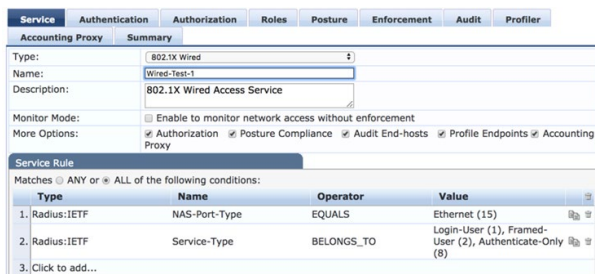 Service Authentication Authorization Roles Posture Enforcement Audit Profiler
Accounting Proxy Summary
Type: 802.1X Wired
Name: Wired-Test-1
Description: 802.1X Wired Access Service
Monitor Mode: Enable to monitor network access without enforcement
More Options: Authorization Posture Compliance Audit End-hosts Profile Endpoints Accounting
Proxy
Service Rule
Matches ANY or ALL of the following conditions:
Type Name Operator Value
1. Radius:IETF NAS-Port-Type EQUALS Ethernet (15)
2. Radius:IETF Service-Type BELONGS_TO Login-User (1), Framed-
User (2), Authenticate-Only
(8)
3. Click to add...